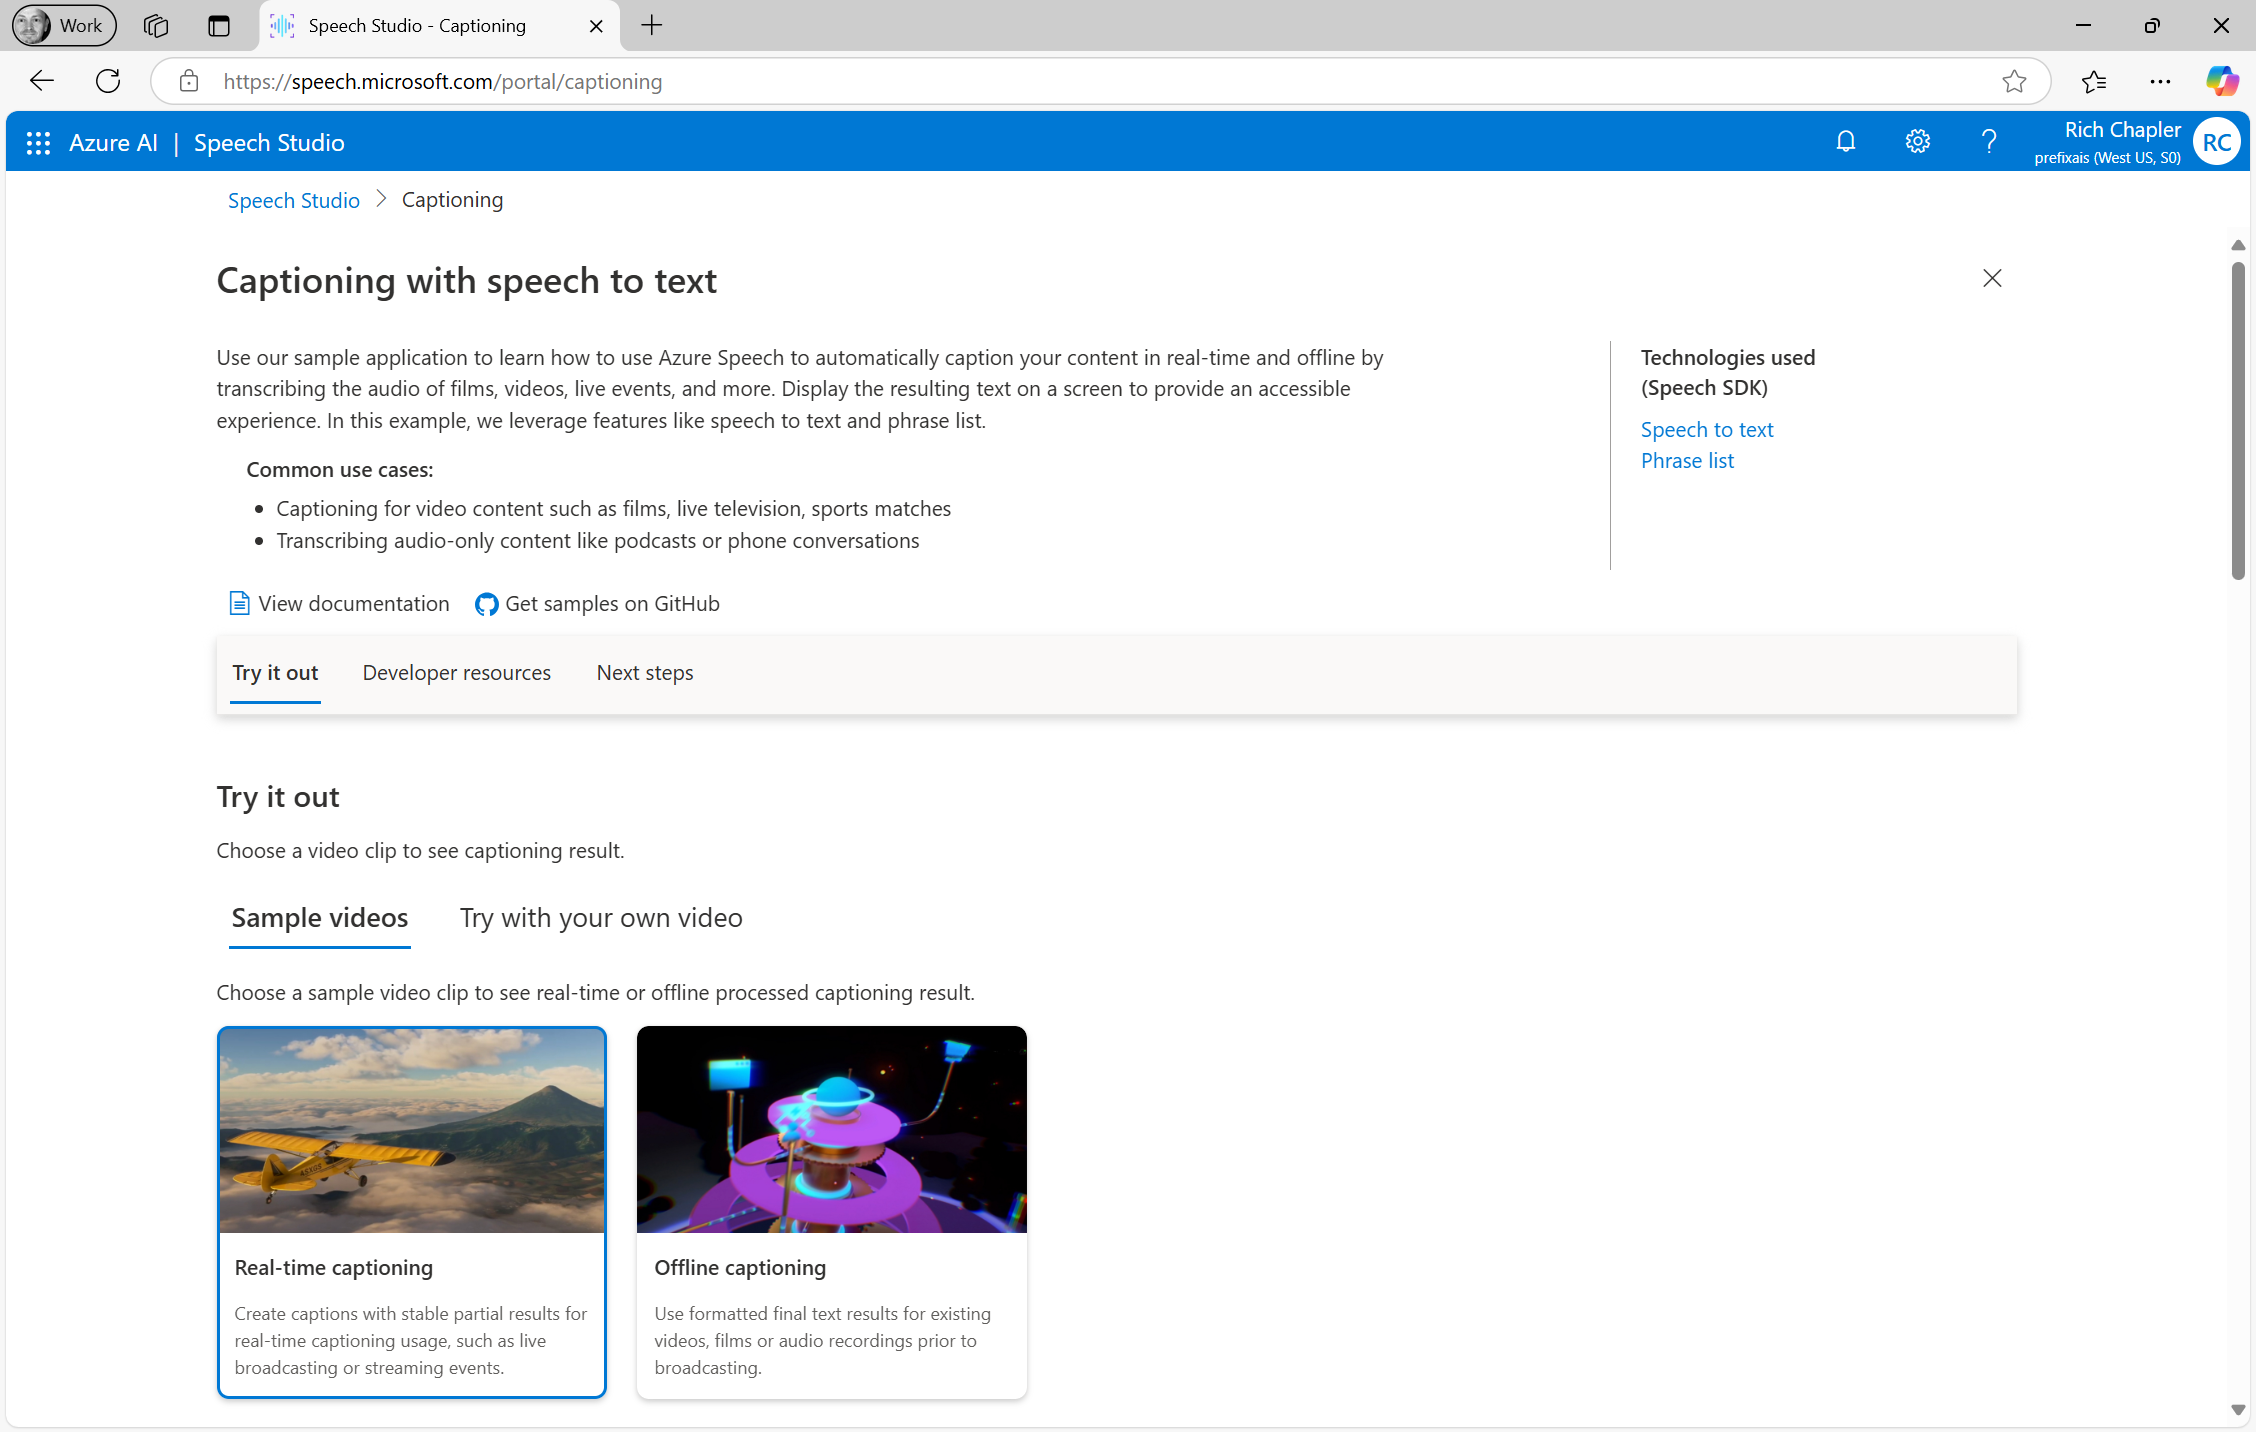 Work
Speech Studio - Captioning
https://speech.microsoft.com/portal/captioning
Azure AI | Speech Studio
Rich Chapler
prefixais (West US, S0)
RC
Speech Studio > Captioning
Captioning with speech to text
Use our sample application to learn how to use Azure Speech to automatically caption your content in real-time and offline by
transcribing the audio of films, videos, live events, and more. Display the resulting text on a screen to provide an accessible
experience. In this example, we leverage features like speech to text and phrase list.
Common use cases:
• Captioning for video content such as films, live television, sports matches
• Transcribing audio-only content like podcasts or phone conversations
Technologies used
(Speech SDK)
Speech to text
Phrase list
View documentation
Get samples on GitHub
Try it out
Developer resources
Next steps
Try it out
Choose a video clip to see captioning result.
Sample videos
Try with your own video
Choose a sample video clip to see real-time or offline processed captioning result.
Real-time captioning
Create captions with stable partial results for
real-time captioning usage, such as live
broadcasting or streaming events.
Offline captioning
Use formatted final text results for existing
videos, films or audio recordings prior to
broadcasting.